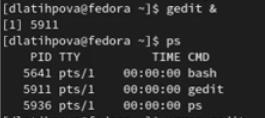 [dlatihpova@fedora ~]$ gedit &
[1] 5911
[dlatihpova@fedora ~]$ ps
PID TTY TIME CMD
5641 pts/1 00:00:00 bash
5911 pts/1 00:00:00 gedit
5936 pts/1 00:00:00 ps